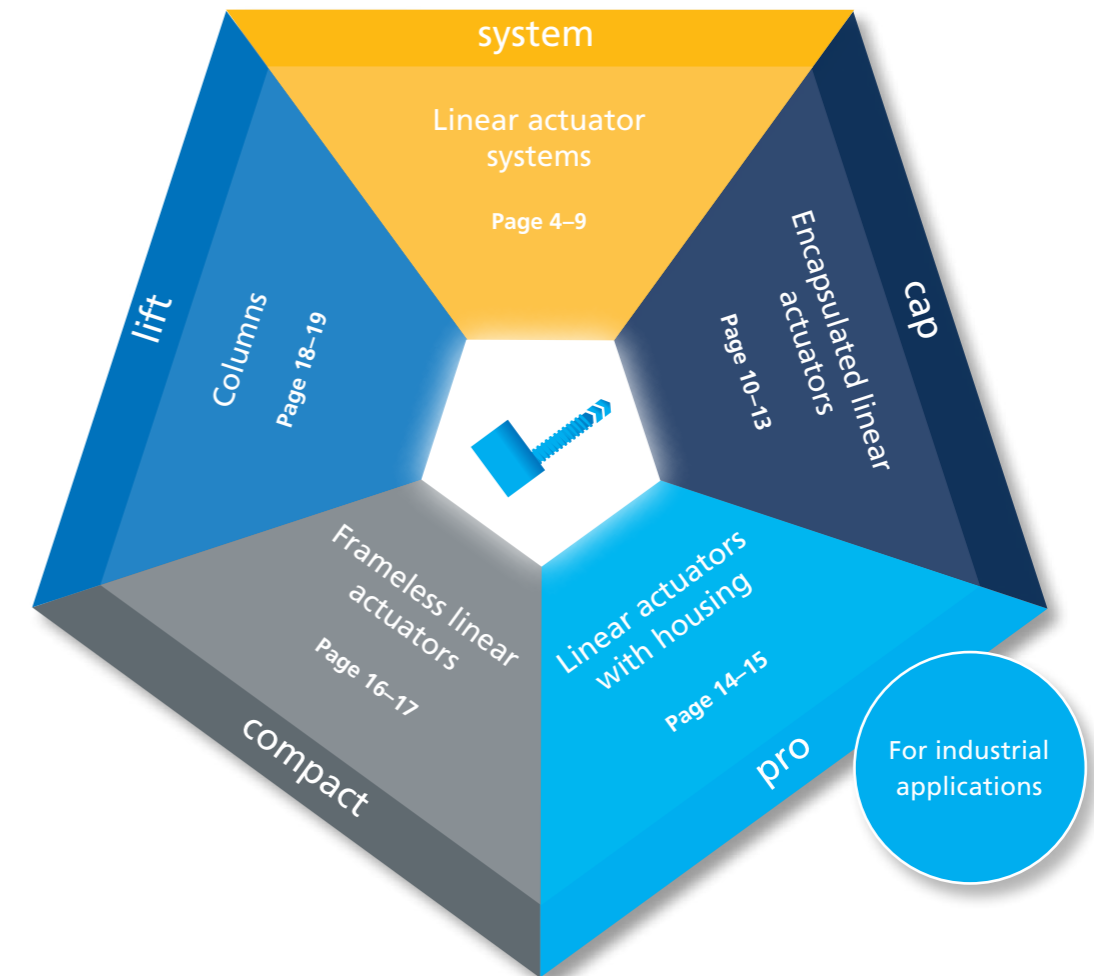 system
Linear actuator
systems
Page 4–9
cap
Encapsulated linear
actuators
Page 10–13
pro
Linear actuators
with housing
Page 14–15
For industrial
applications
compact
Frameless linear
actuators
Page 16–17
lift
Columns
Page 18–19